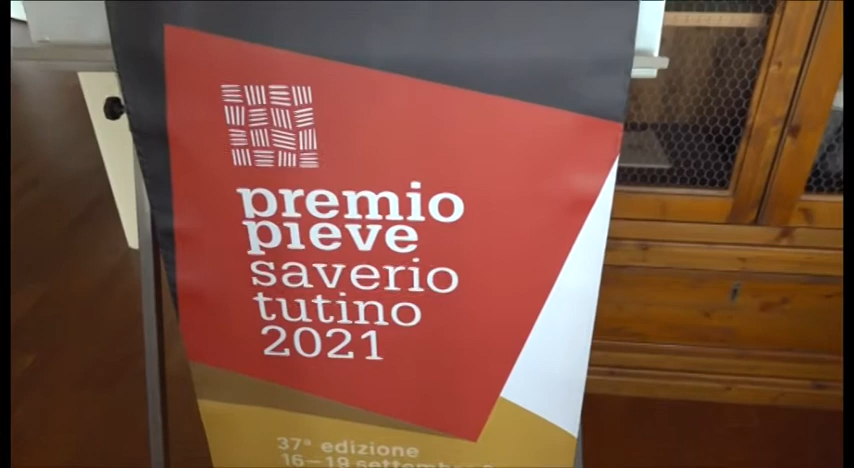 premio
pieve
saverio
tutino
2021
37ª edizione
16—19 settembre